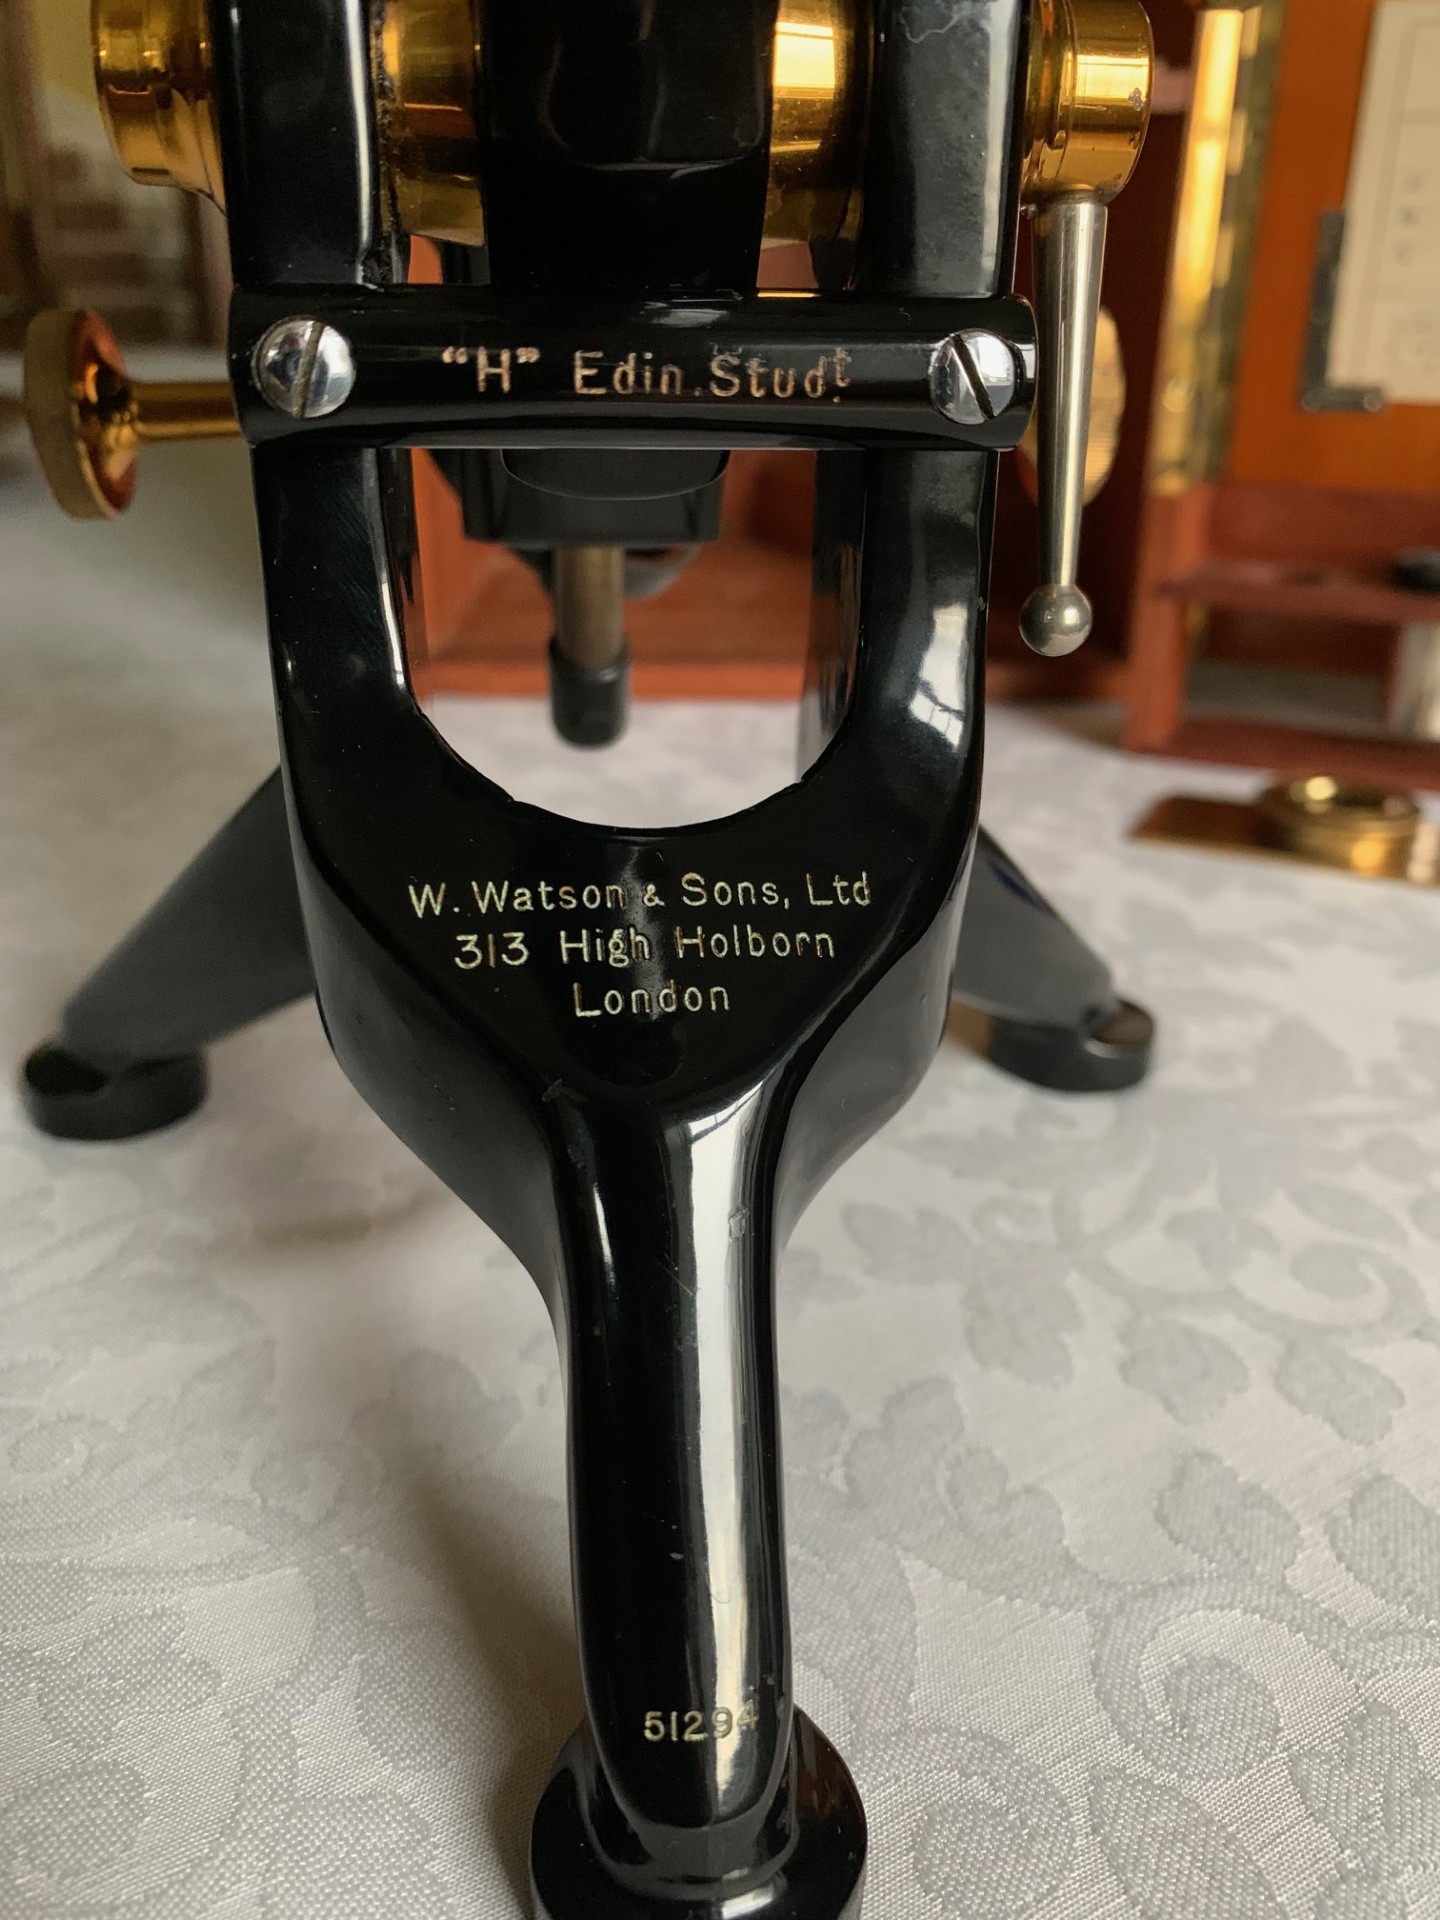 “H” Edin. Studt.
W. Watson & Sons, Ltd
313 High Holborn
London
51294